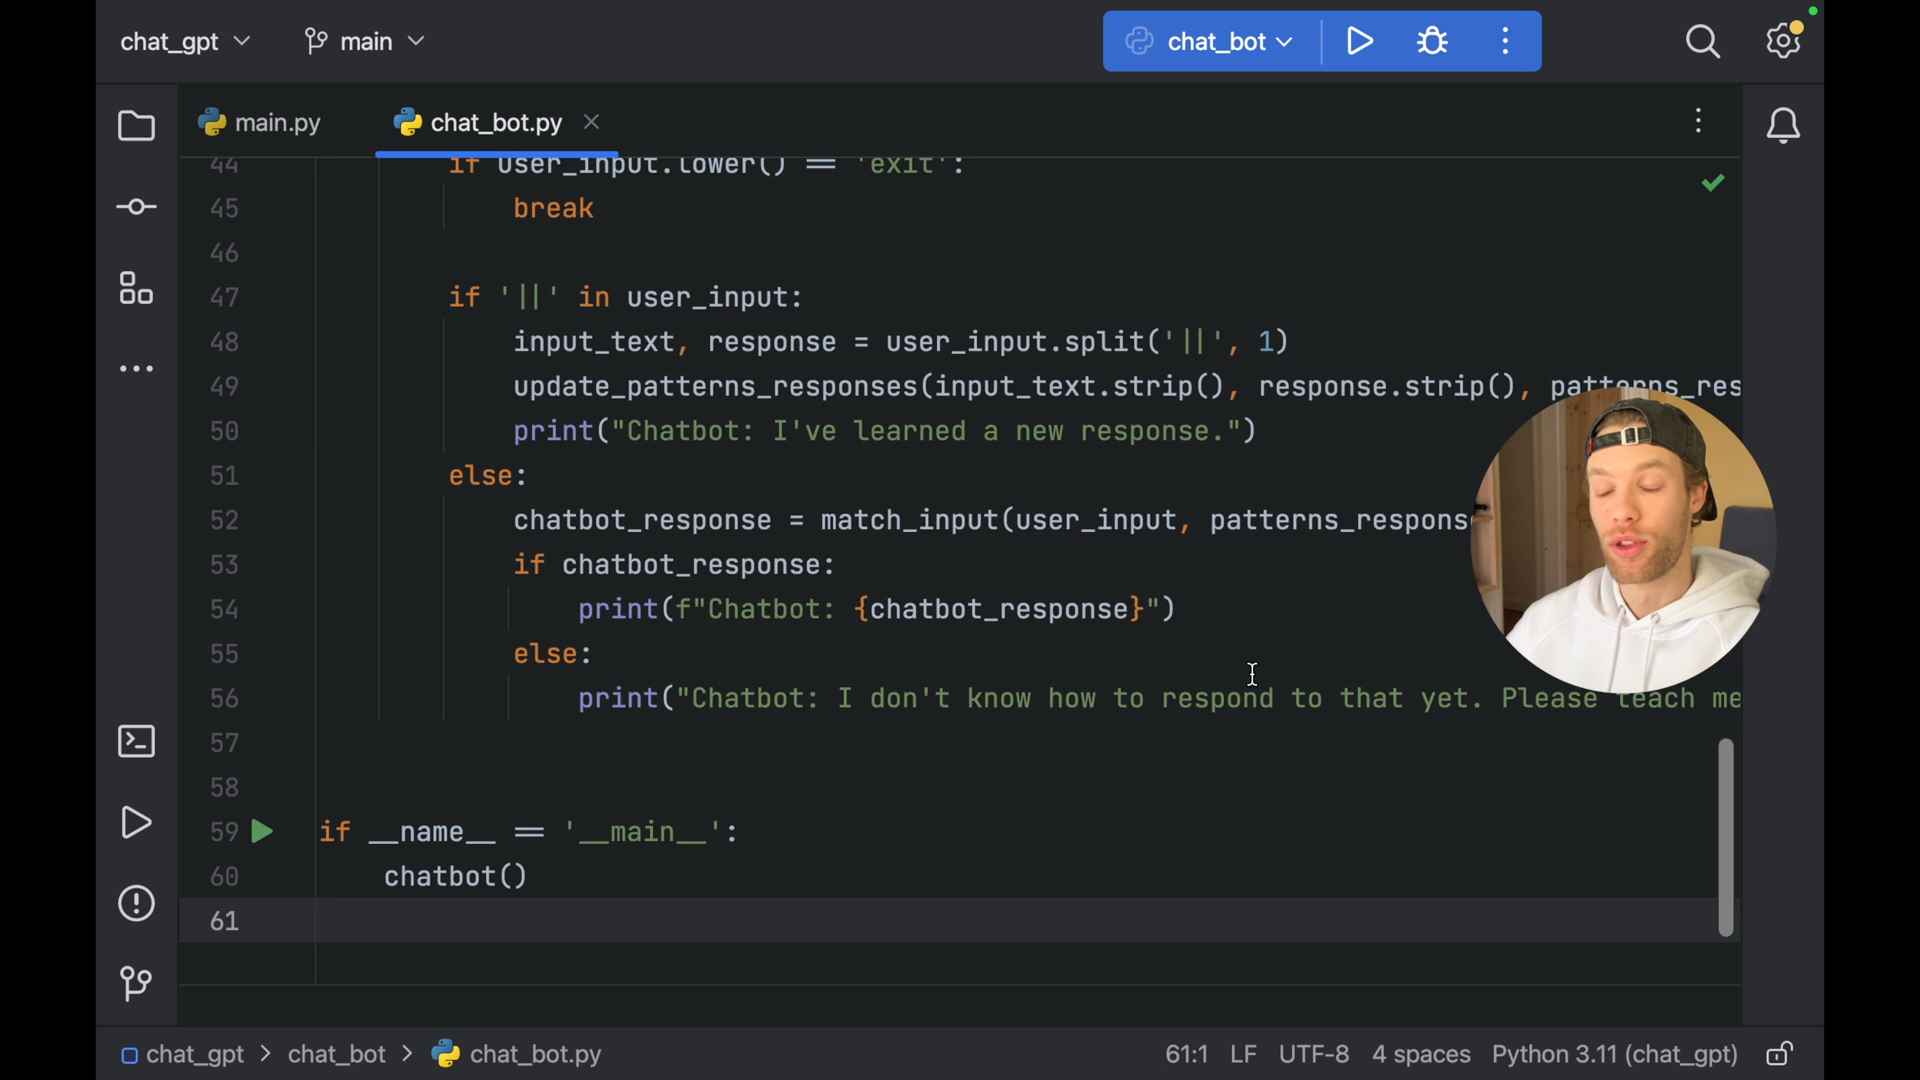 chat_gpt
main
chat_bot
main.py
chat_bot.py
44 if user_input.lower() == 'exit':
45 break
46
47 if '||' in user_input:
48 input_text, response = user_input.split('||', 1)
49 update_patterns_responses(input_text.strip(), response.strip(), patterns_res
50 print("Chatbot: I've learned a new response.")
51 else:
52 chatbot_response = match_input(user_input, patterns_respons
53 if chatbot_response:
54 print(f"Chatbot: {chatbot_response}")
55 else:
56 print("Chatbot: I don't know how to respond to that yet. Please teach me
57
58
59 if __name__ == '__main__':
60 chatbot()
61
chat_gpt > chat_bot > chat_bot.py
61:1 LF UTF-8 4 spaces Python 3.11 (chat_gpt)